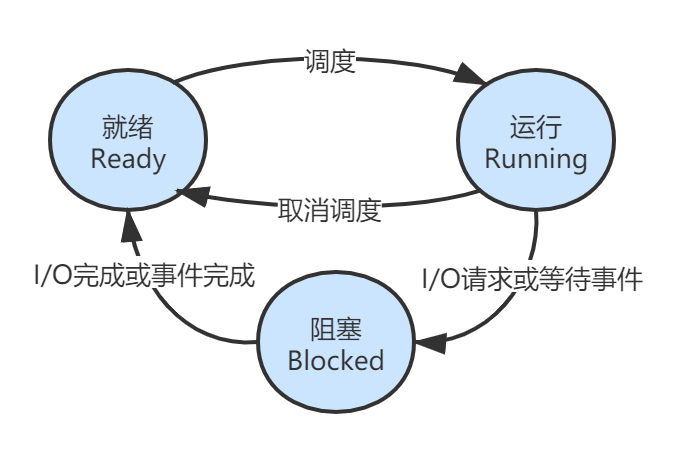 调度
就绪
Ready
运行
Running
取消调度
I/O完成或事件完成
I/O请求或等待事件
阻塞
Blocked